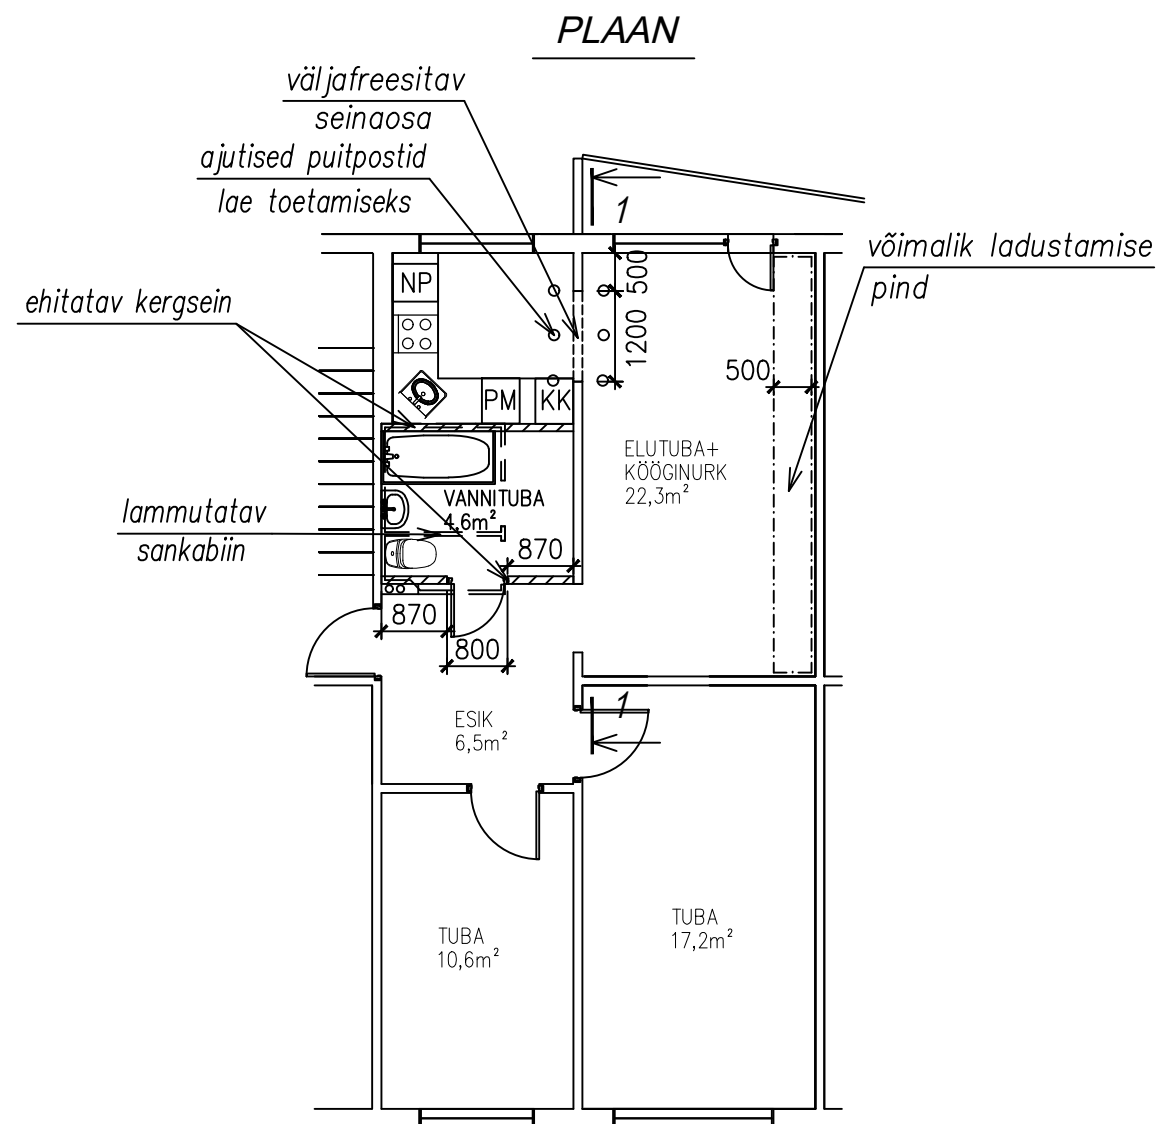 PLAAN
väljafreesitav
seinaosa
ajutised puitpostid
lae toetamiseks
1
võimalik ladustamise
pind
ehitatav kergsein
NP
500
1200
500
PM
KK
ELUTUBA+
KÖÖGINURK
22,3m²
VANNITUBA
4.6m²
lammutatav
sankabiin
870
870
800
1
ESIK
6,5m²
TUBA
17,2m²
TUBA
10,6m²